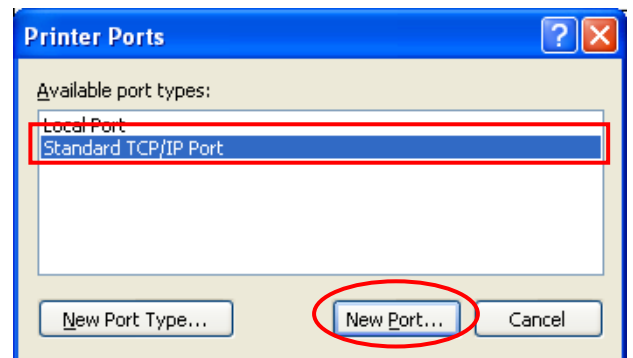 Printer Ports
Available port types:
Local Port
Standard TCP/IP Port
New Port Type... New Port... Cancel